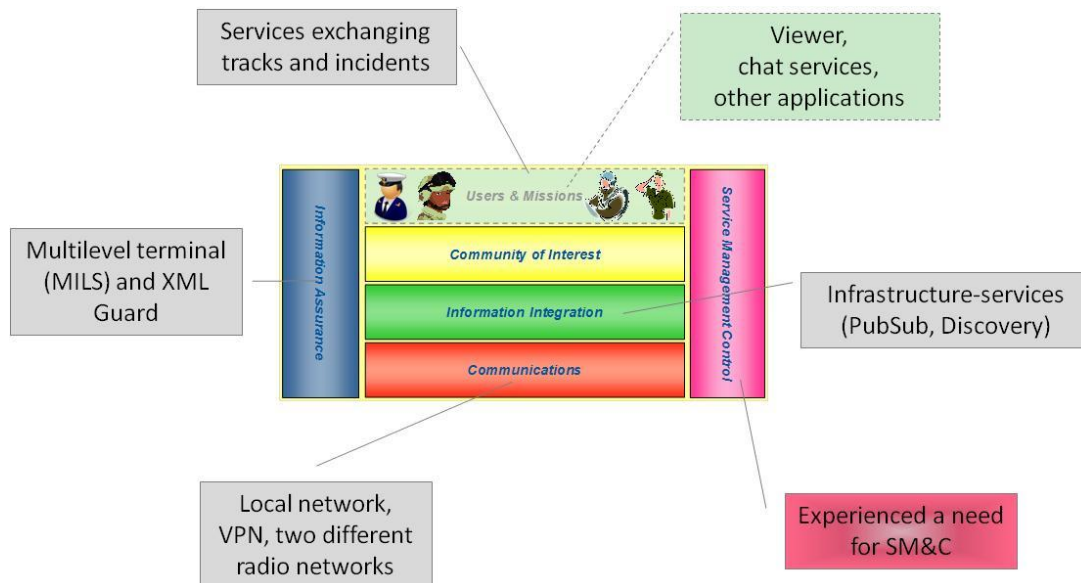 Services exchanging
tracks and incidents
Viewer,
chat services,
other applications
Users & Missions
Information Assurance
Service Management Control
Multilevel terminal
(MILS) and XML
Guard
Community of Interest
Information Integration
Infrastructure-services
(PubSub, Discovery)
Communications
Local network,
VPN, two different
radio networks
Experienced a need
for SM&C